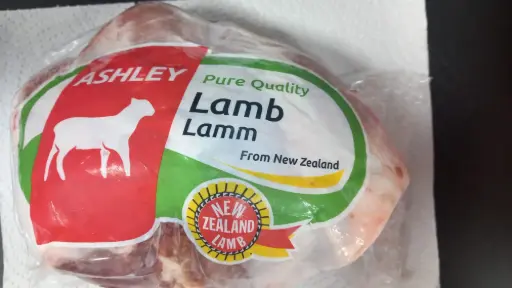 ASHLEY
Pure Quality
Lamb
Lamm
From New Zealand
NEW
ZEALAND
LAMB